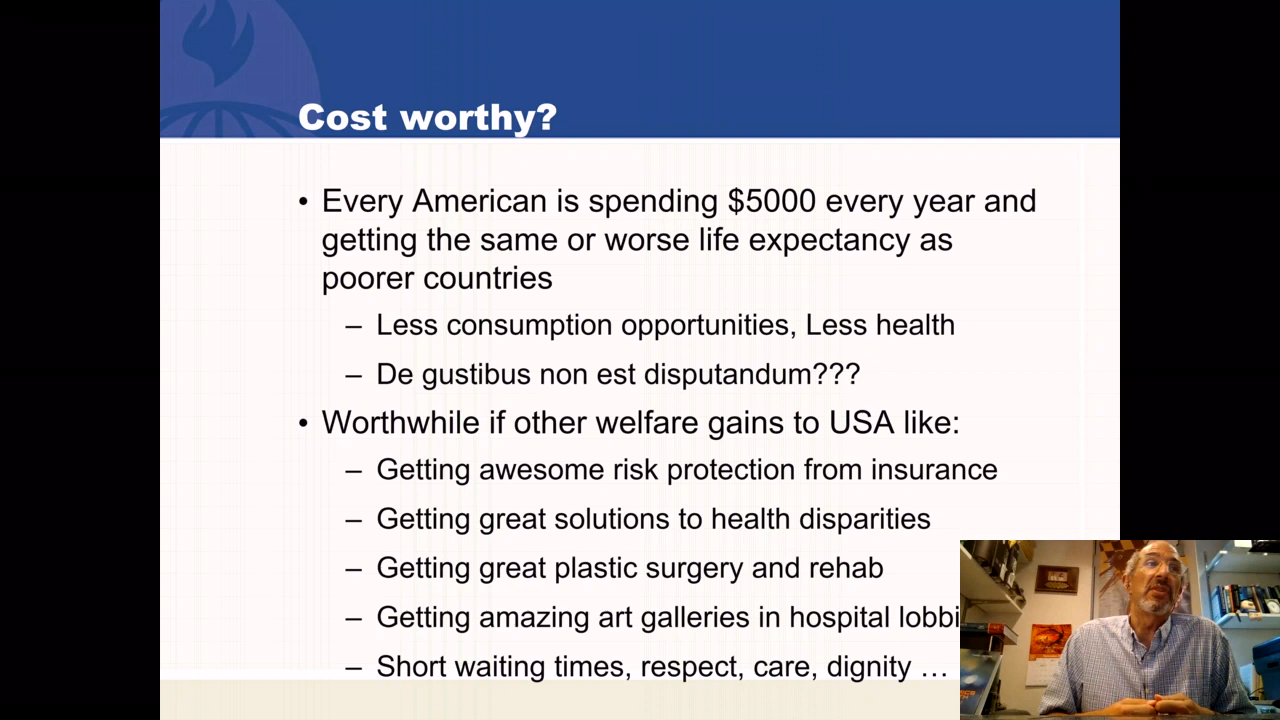 Cost worthy?
• Every American is spending $5000 every year and
getting the same or worse life expectancy as
poorer countries
– Less consumption opportunities, Less health
– De gustibus non est disputandum???
• Worthwhile if other welfare gains to USA like:
– Getting awesome risk protection from insurance
– Getting great solutions to health disparities
– Getting great plastic surgery and rehab
– Getting amazing art galleries in hospital lobbi
– Short waiting times, respect, care, dignity …